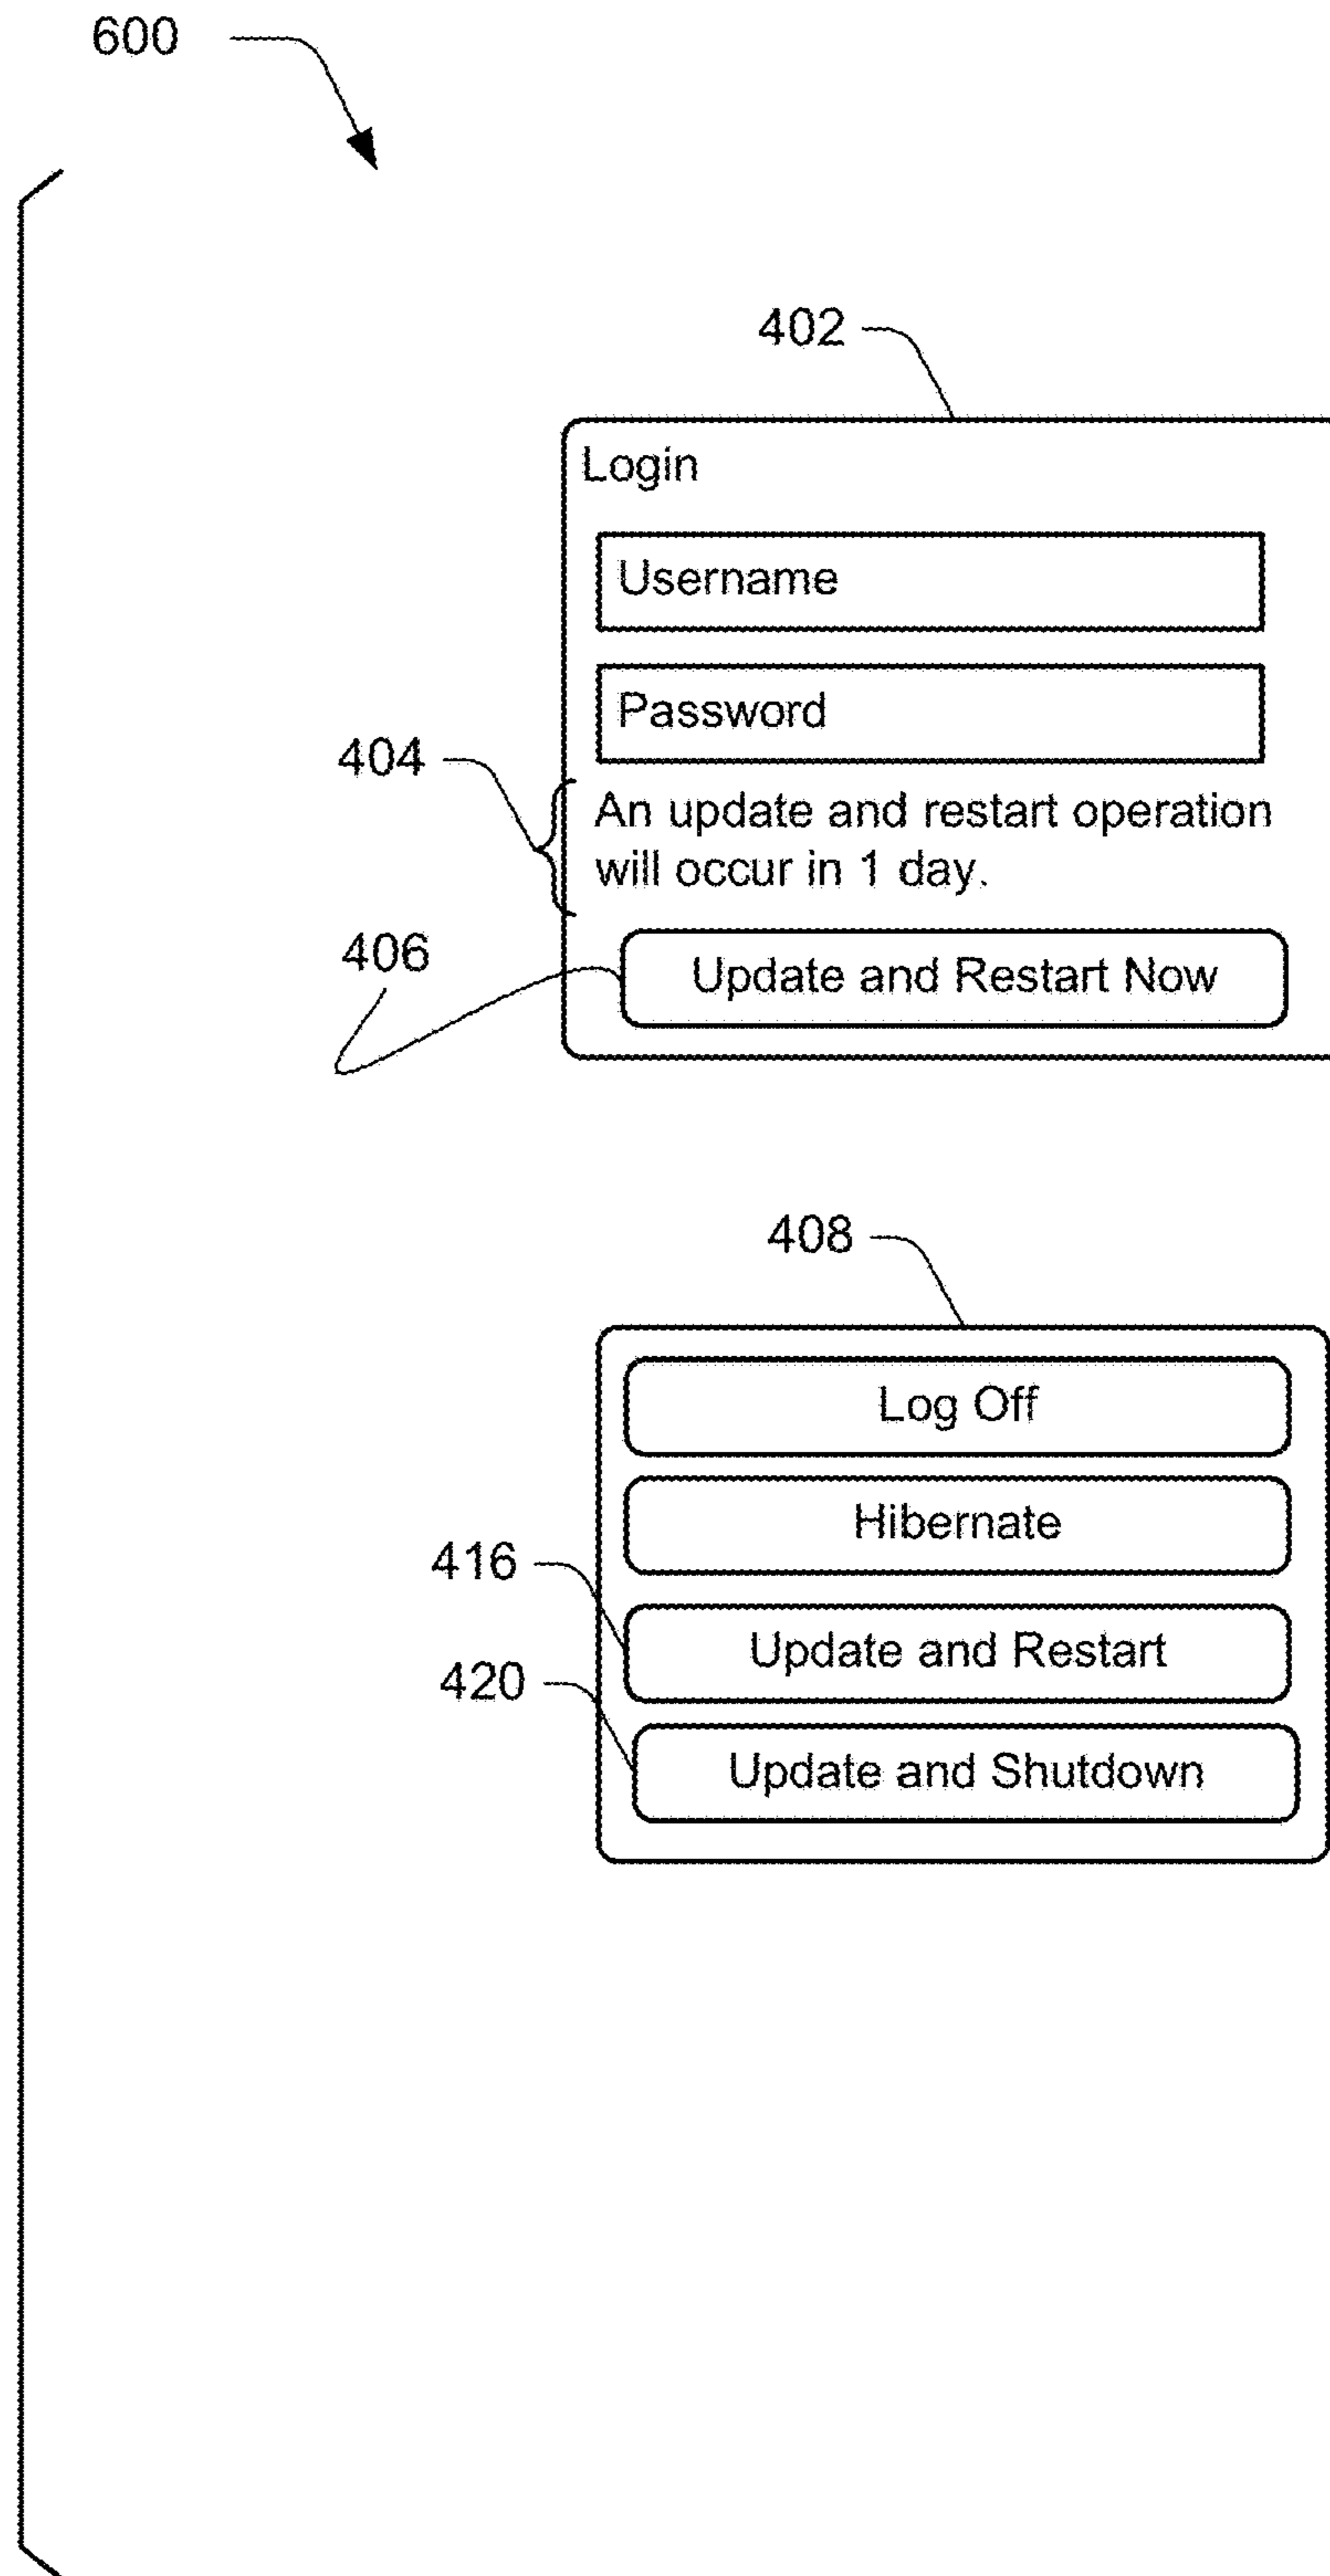 600
402
Login
Username
Password
404
An update and restart operation
will occur in 1 day.
406
Update and Restart Now
408
Log Off
Hibernate
416
Update and Restart
420
Update and Shutdown